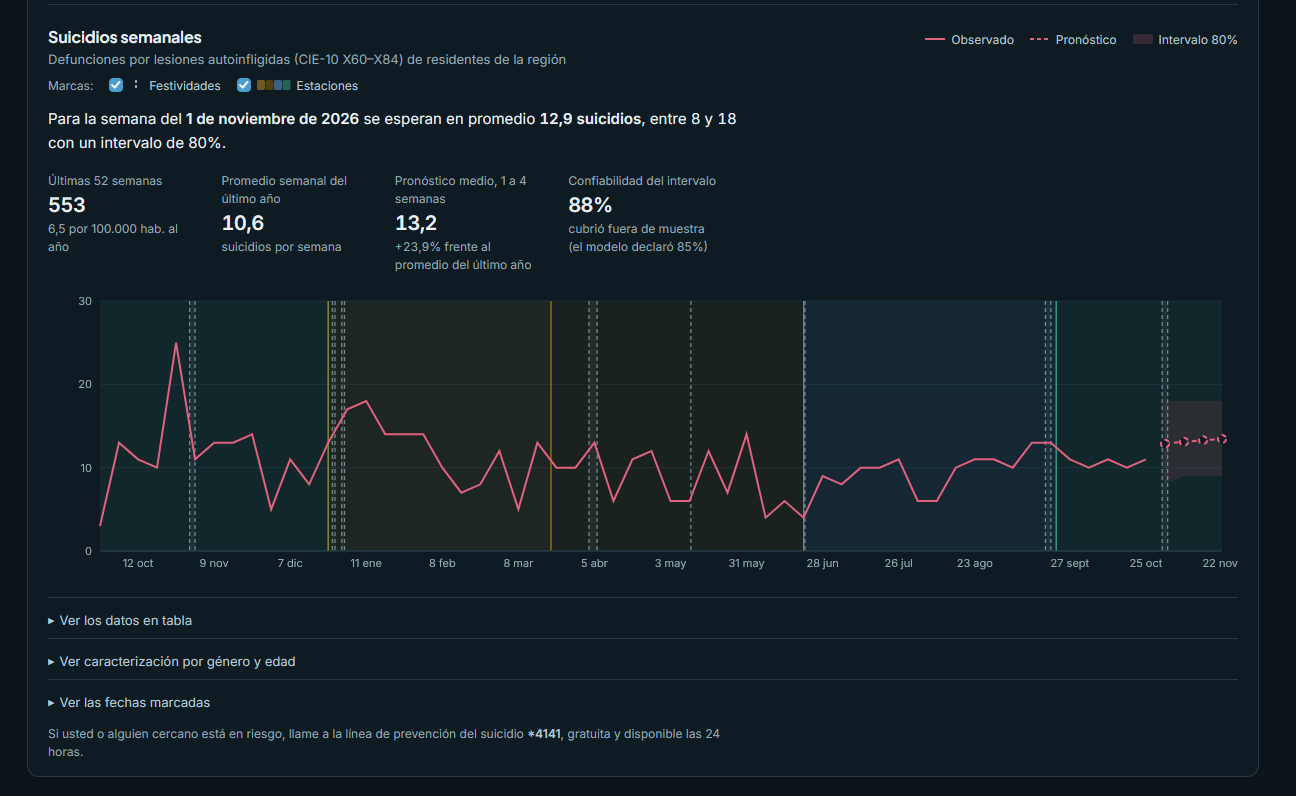 Suicidios semanales
Observado Pronóstico Intervalo 80%
Defunciones por lesiones autoinfligidas (CIE-10 X60–X84) de residentes de la región
Marcas: Festividades Estaciones
Para la semana del 1 de noviembre de 2026 se esperan en promedio 12,9 suicidios, entre 8 y 18
con un intervalo de 80%.
Últimas 52 semanas
553
6,5 por 100.000 hab. al
año
Promedio semanal del
último año
10,6
suicidios por semana
Pronóstico medio, 1 a 4
semanas
13,2
+23,9% frente al
promedio del último año
Confiabilidad del intervalo
88%
cubrió fuera de muestra
(el modelo declaró 85%)
30
20
10
0
12 oct 9 nov 7 dic 11 ene 8 feb 8 mar 5 abr 3 may 31 may 28 jun 26 jul 23 ago 27 sept 25 oct 22 nov
▸ Ver los datos en tabla
▸ Ver caracterización por género y edad
▸ Ver las fechas marcadas
Si usted o alguien cercano está en riesgo, llame a la línea de prevención del suicidio *4141, gratuita y disponible las 24
horas.